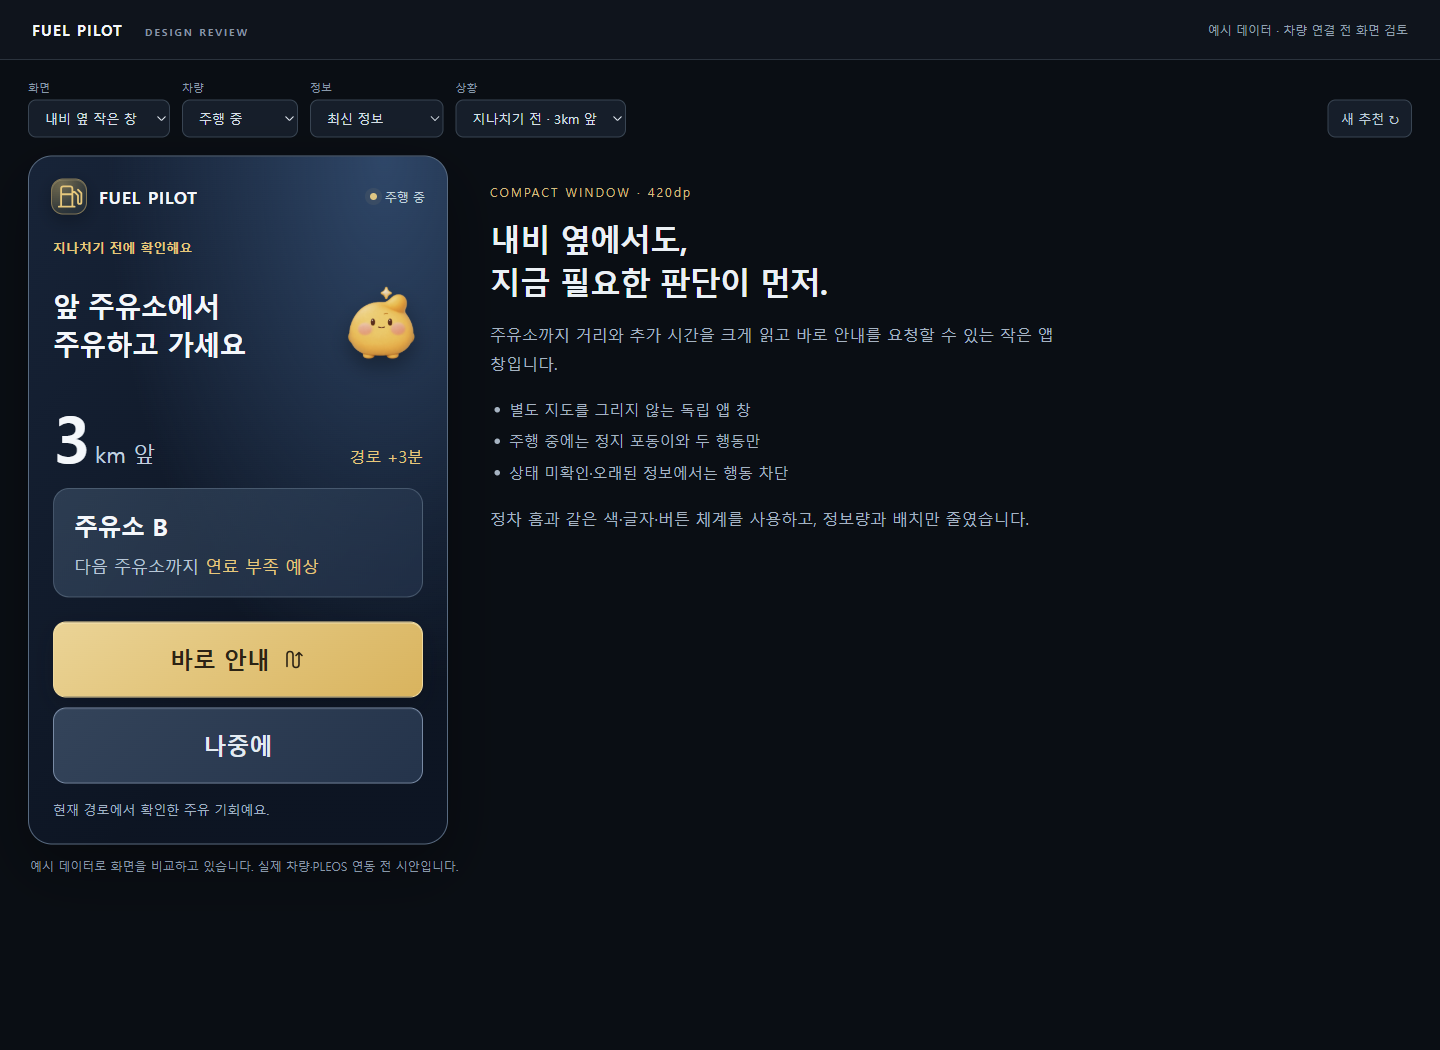 FUEL PILOT DESIGN REVIEW
예시 데이터 · 차량 연결 전 화면 검토
화면 차량 정보 상황
내비 옆 작은 창 주행 중 최신 정보 지나치기 전 · 3km 앞 새 추천 ↻
FUEL PILOT 주행 중
지나치기 전에 확인해요
앞 주유소에서
주유하고 가세요
3 km 앞 경로 +3분
주유소 B
다음 주유소까지 연료 부족 예상
바로 안내
나중에
현재 경로에서 확인한 주유 기회예요.
예시 데이터로 화면을 비교하고 있습니다. 실제 차량·PLEOS 연동 전 시안입니다.
COMPACT WINDOW · 420dp
내비 옆에서도,
지금 필요한 판단이 먼저.
주유소까지 거리와 추가 시간을 크게 읽고 바로 안내를 요청할 수 있는 작은 앱
창입니다.
• 별도 지도를 그리지 않는 독립 앱 창
• 주행 중에는 정지 포동이와 두 행동만
• 상태 미확인·오래된 정보에서는 행동 차단
정차 홈과 같은 색·글자·버튼 체계를 사용하고, 정보량과 배치만 줄였습니다.